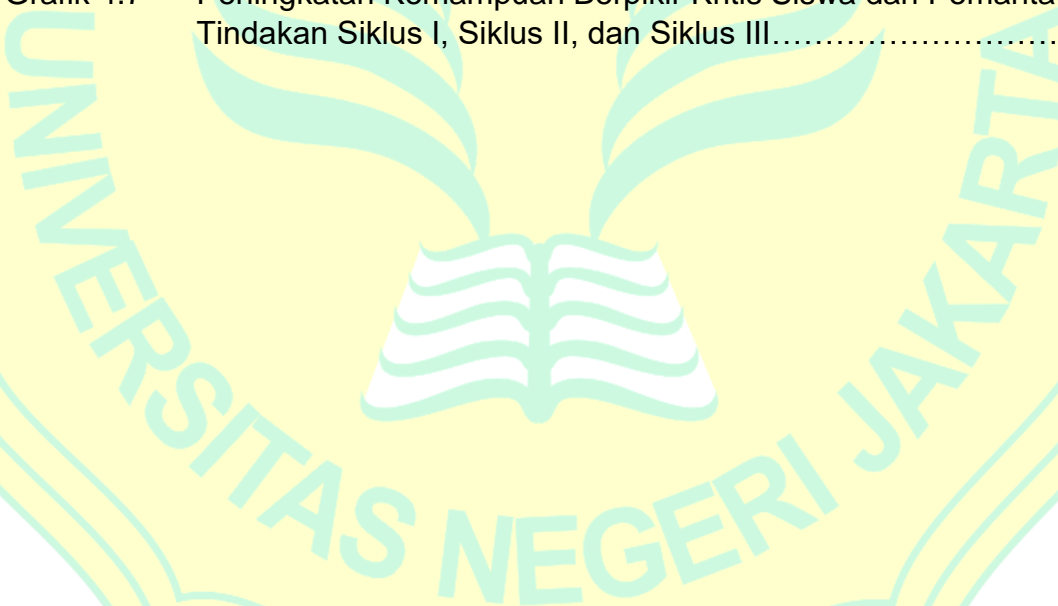 Grafik 4.7 Peningkatan Kemampuan Berpikir Kritis Siswa dan Pemanta
Tindakan Siklus I, Siklus II, dan Siklus III...........................
UNIVERSITAS NEGERI JAKARTA